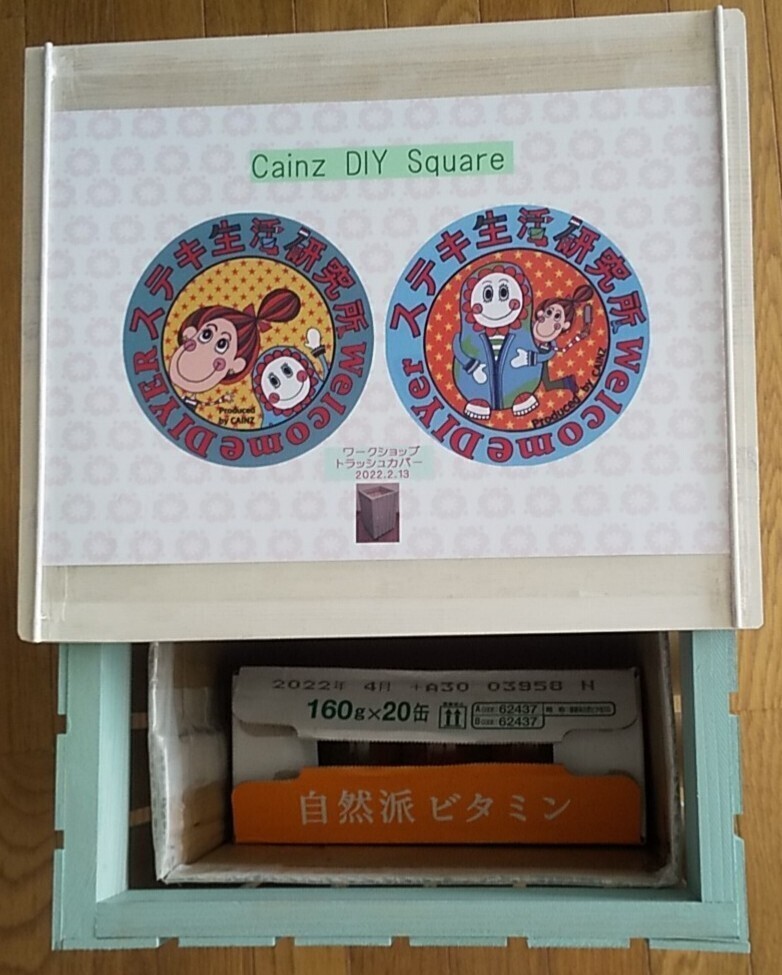 Cainz DIY Square
ステキ生活研究所
Welcome DIYER
Produced
by CAINZ
ステキ生活研究所
Welcome DIYer
Produced by CAINZ
ワークショップ
トラッシュカバー
2022.2.13
2022年 4月 +A30 03958 N
160g×20缶
62437
62437
自然派 ビタミン